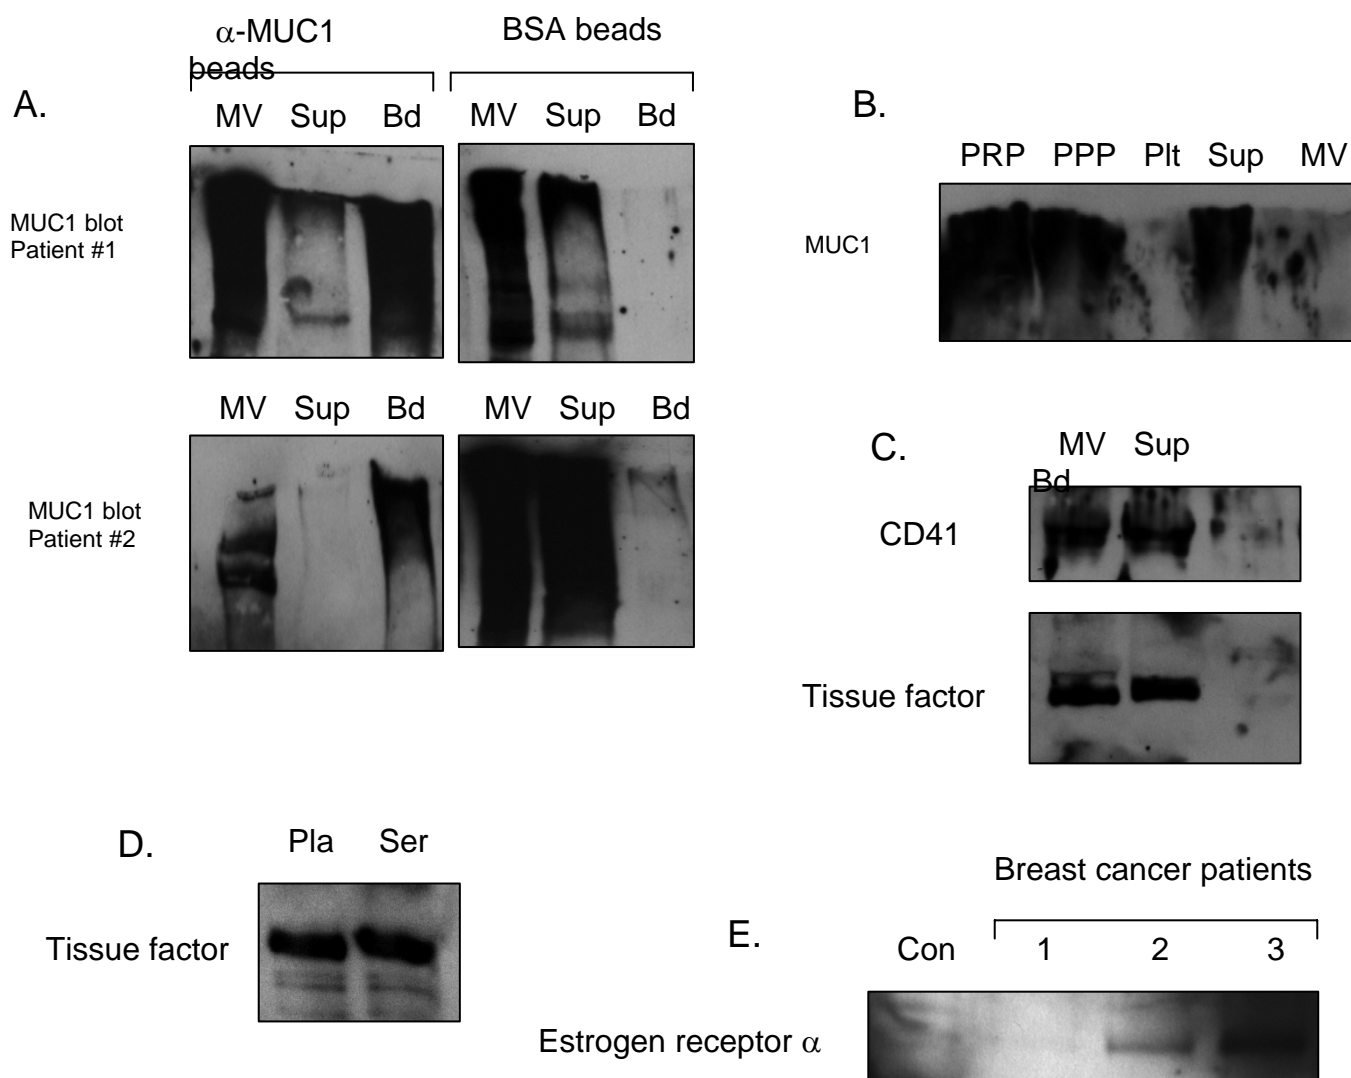 α-MUC1
beads
BSA beads
A.
MV Sup Bd
MV Sup Bd
MUC1 blot
Patient #1
MV Sup Bd
MV Sup Bd
MUC1 blot
Patient #2
B.
PRP PPP Plt Sup MV
MUC1
C.
MV Sup
Bd
CD41
Tissue factor
D.
Pla Ser
Tissue factor
Breast cancer patients
E.
Con 1 2 3
Estrogen receptor α